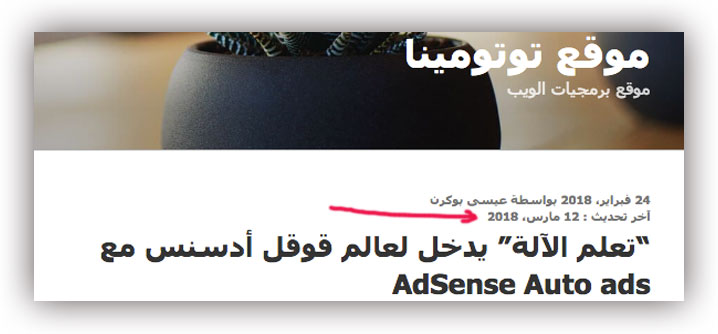 موقع توتومينا
موقع برمجيات الويب
24 فبراير، 2018 بواسطة عيسى بوكرن
آخر تحديث : 12 مارس، 2018
“تعلم الآلة” يدخل لعالم قوقل أدسنس مع
AdSense Auto ads